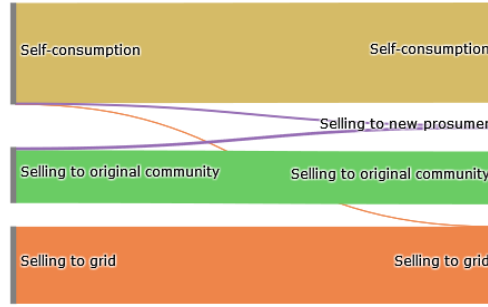 Self-consumption
Self-consumption
Selling to new prosumer
Selling to original community
Selling to original community
Selling to grid
Selling to grid